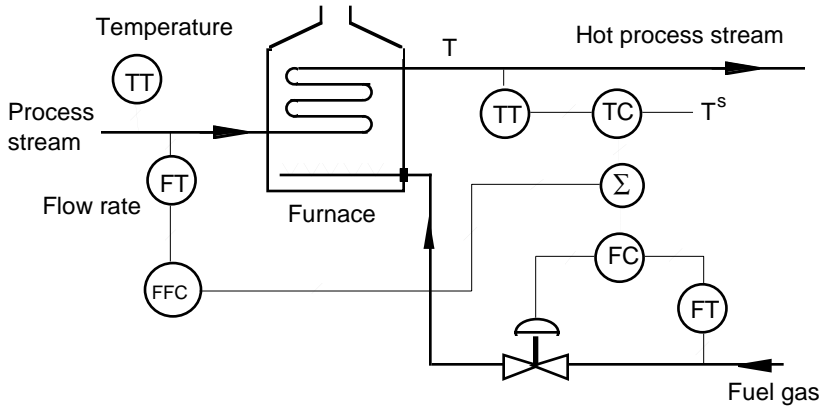 Temperature
T
Hot process stream
TT
Process
stream
TT
TC
T^s
FT
Σ
Flow rate
Furnace
FC
FFC
FT
Fuel gas